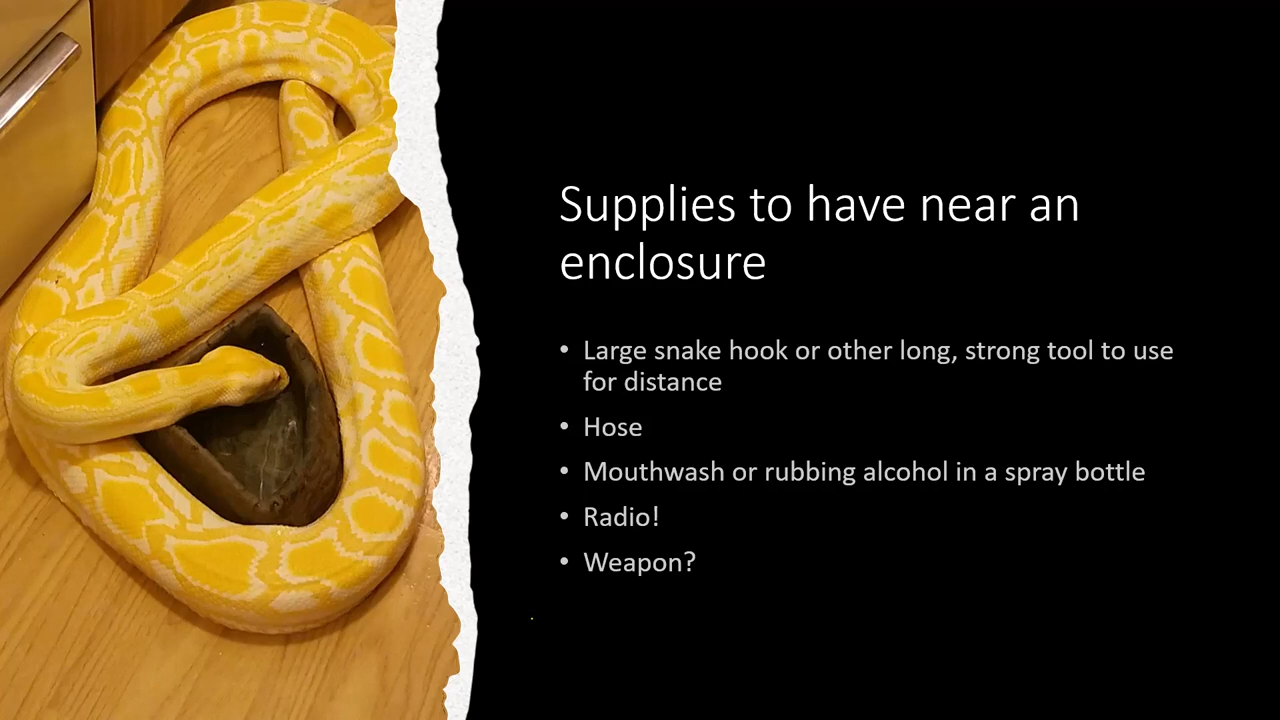 Supplies to have near an
enclosure
• Large snake hook or other long, strong tool to use
for distance
• Hose
• Mouthwash or rubbing alcohol in a spray bottle
• Radio!
• Weapon?